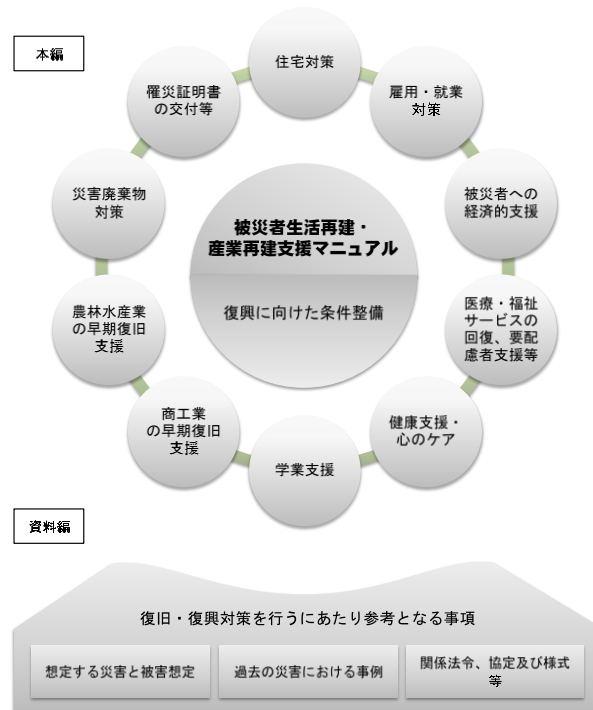 本編
住宅対策
雇用・就業
対策
被災者への
経済的支援
医療・福祉
サービスの
回復、要配
慮者支援等
健康支援・
心のケア
学業支援
商工業
の早期復旧
支援
農林水産業
の早期復旧
支援
災害廃棄物
対策
罹災証明書
の交付等
被災者生活再建・
産業再建支援マニュアル
復興に向けた条件整備
資料編
復旧・復興対策を行うにあたり参考となる事項
想定する災害と被害想定
過去の災害における事例
関係法令、協定及び様式
等